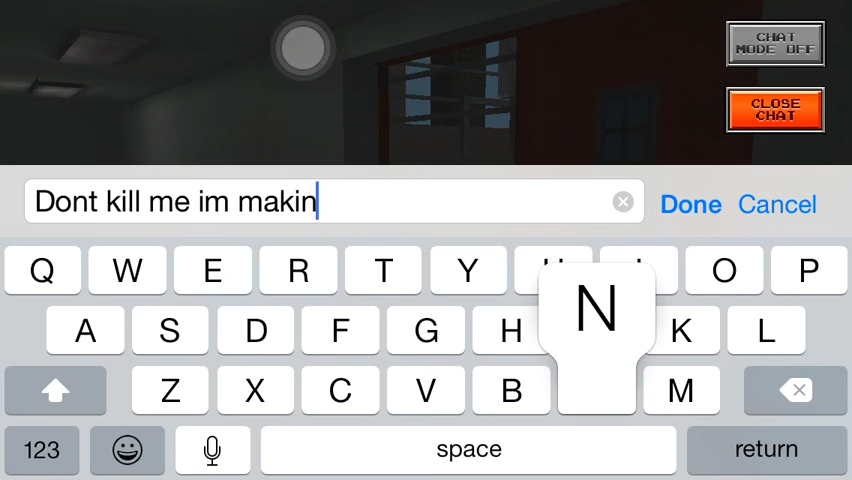 CHAT
MODE OFF
CLOSE
CHAT
Dont kill me im makin
Done Cancel
Q W E R T Y O P
A S D F G H N K L
Z X C V B M
123 space return